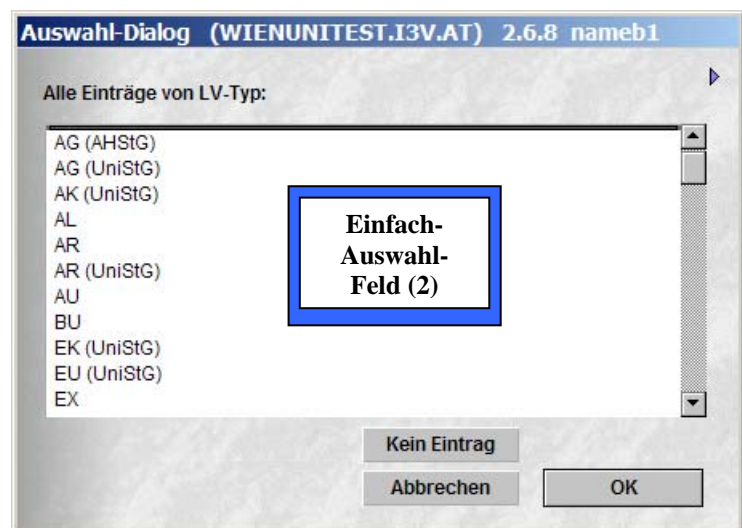 Auswahl-Dialog (WIENUNITEST.I3V.AT) 2.6.8 nameb1
Alle Einträge von LV-Typ:
AG (AHStG)
AG (UniStG)
AK (UniStG)
AL
AR
AR (UniStG)
AU
BU
EK (UniStG)
EU (UniStG)
EX
Einfach-
Auswahl-
Feld (2)
Kein Eintrag
Abbrechen
OK